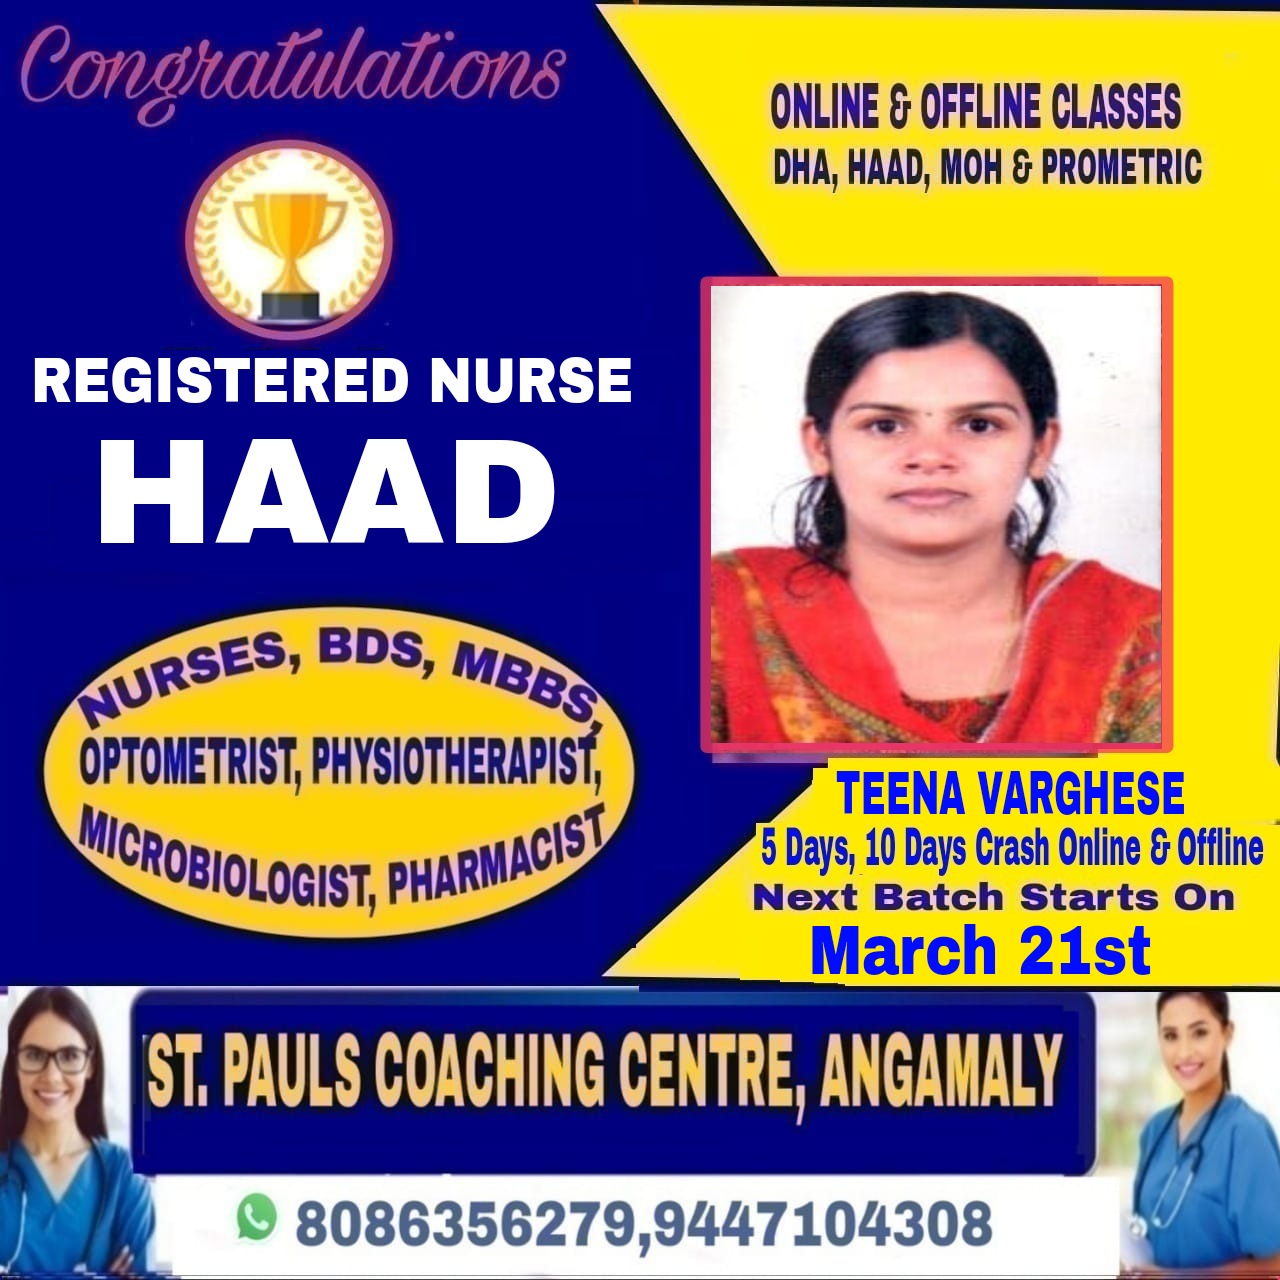 Congratulations
REGISTERED NURSE
HAAD
NURSES, BDS, MBBS,
OPTOMETRIST, PHYSIOTHERAPIST,
MICROBIOLOGIST, PHARMACIST
ONLINE & OFFLINE CLASSES
DHA, HAAD, MOH & PROMETRIC
TEENA VARGHESE
5 Days, 10 Days Crash Online & Offline
Next Batch Starts On
March 21st
ST. PAULS COACHING CENTRE, ANGAMALY
8086356279,9447104308